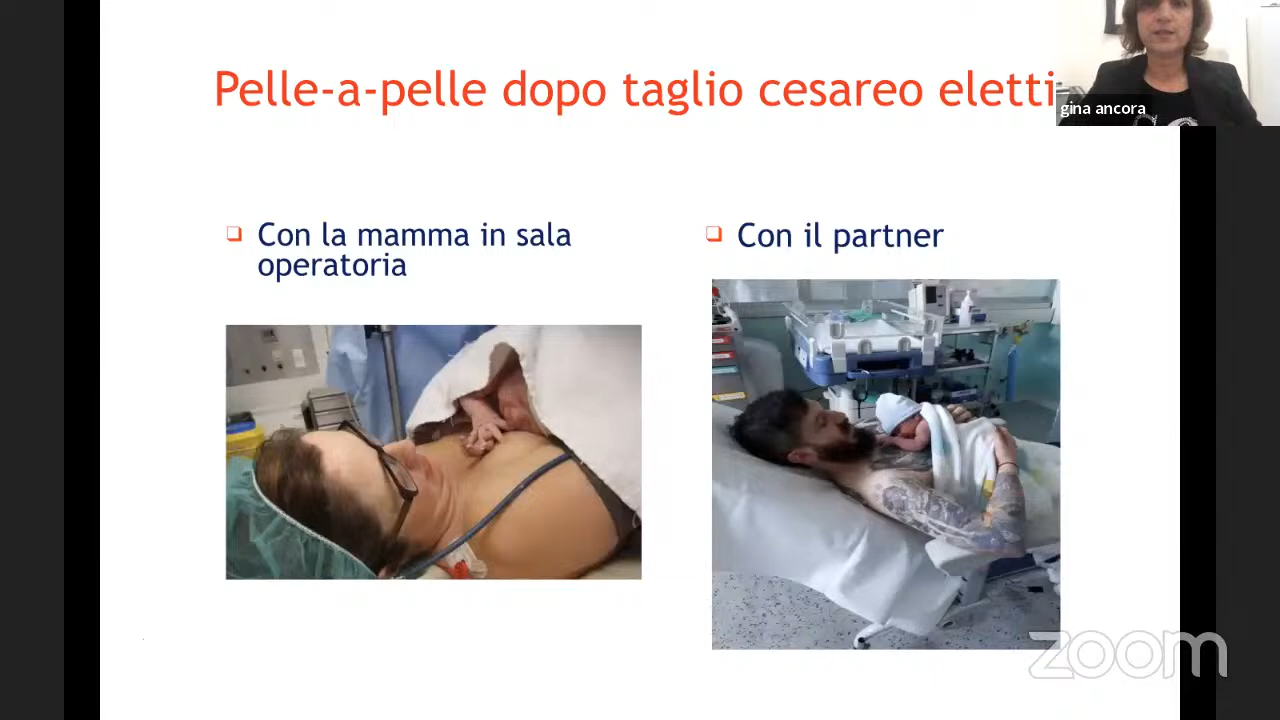 Pelle-a-pelle dopo taglio cesareo eletti
gina ancora
Con la mamma in sala
operatoria
Con il partner
zoom